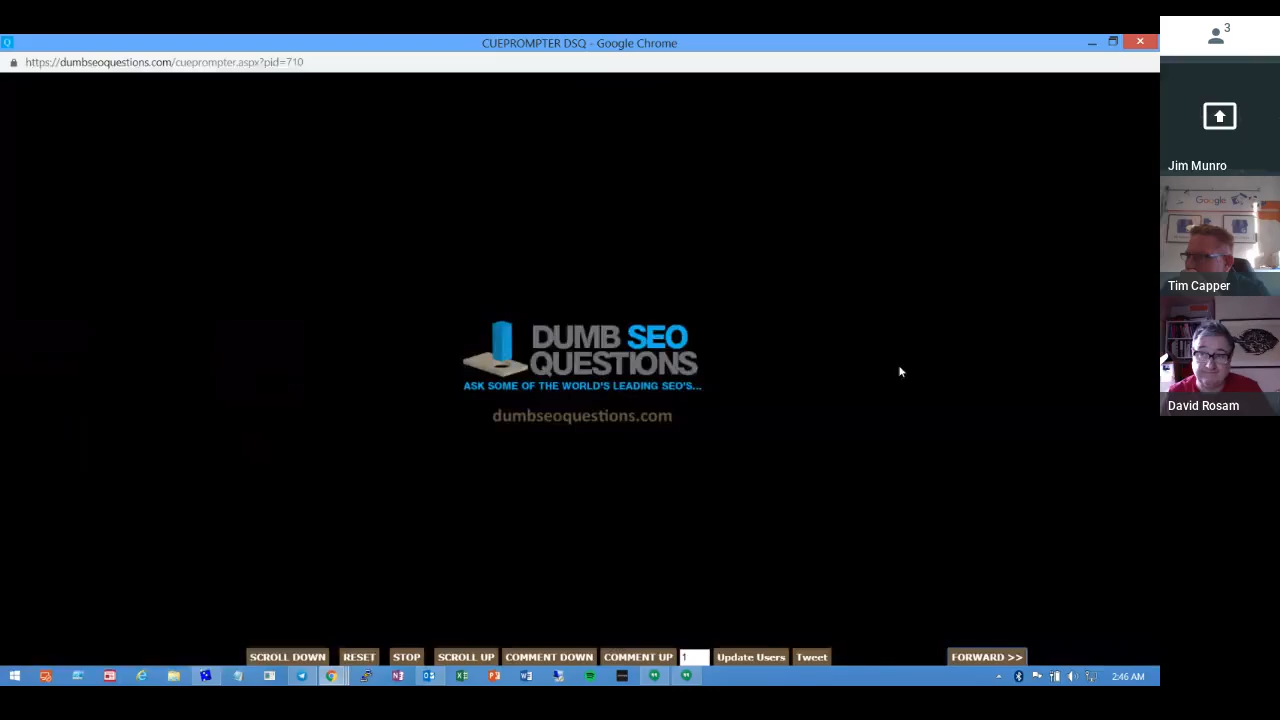 CUEPROMPTER DSQ - Google Chrome
https://dumbseoquestions.com/cueprompter.aspx?pid=710
3
Jim Munro
Google
Tim Capper
David Rosam
DUMB SEO
QUESTIONS
ASK SOME OF THE WORLD'S LEADING SEO'S...
dumbseoquestions.com
SCROLL DOWN RESET STOP SCROLL UP COMMENT DOWN COMMENT UP 1 Update Users Tweet FORWARD >>
2:46 AM